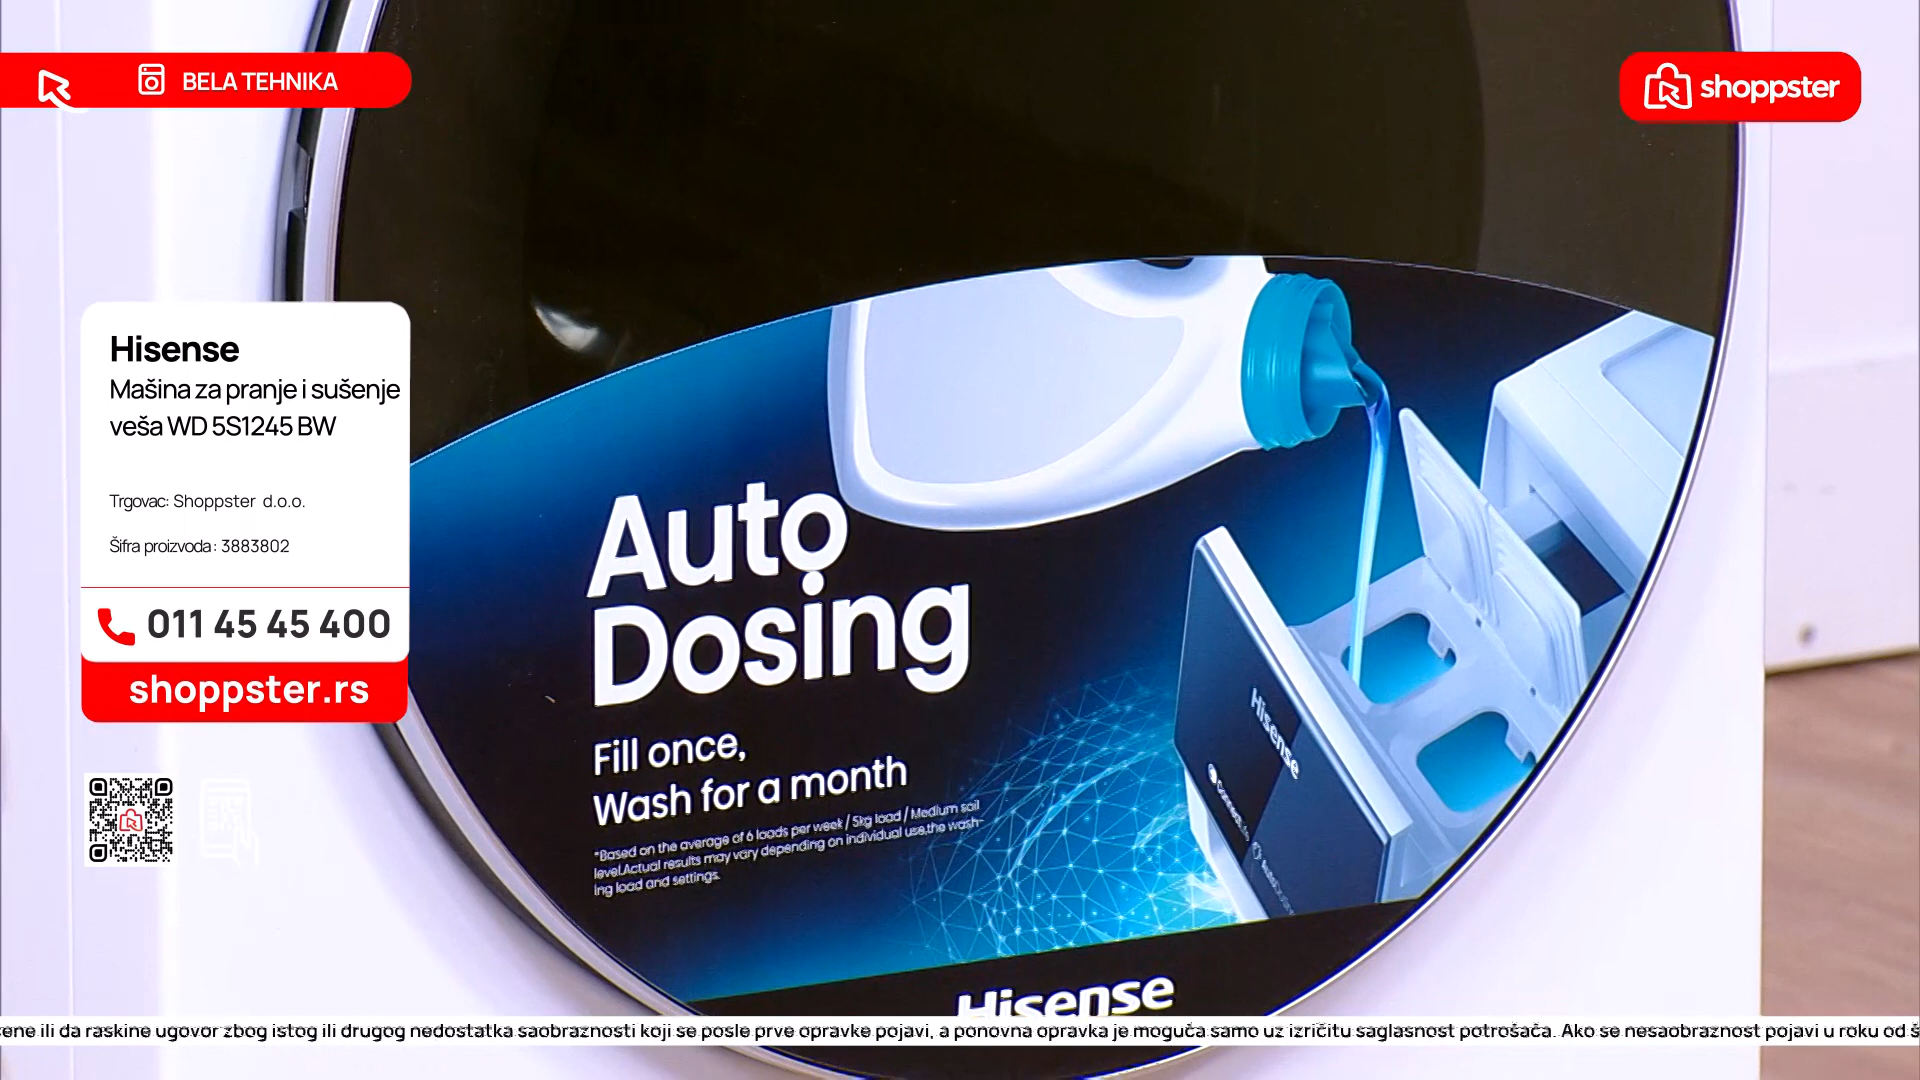 BELA TEHNIKA
shoppster
Hisense
Mašina za pranje i sušenje
veša WD 5S1245 BW
Trgovac: Shoppster d.o.o.
Šifra proizvoda: 3883802
011 45 45 400
shoppster.rs
Auto
Dosing
Fill once,
Wash for a month
*Based on the average of 6 loads per week / 5kg load / Medium soil
level.Actual results may vary depending on individual use,the wash-
ing load and settings.
Hisense
Hisense
ene ili da raskine ugovor zbog istog ili drugog nedostatka saobraznosti koji se posle prve opravke pojavi, a ponovna opravka je moguća samo uz izričitu saglasnost potrošača. Ako se nesaobraznost pojavi u roku od